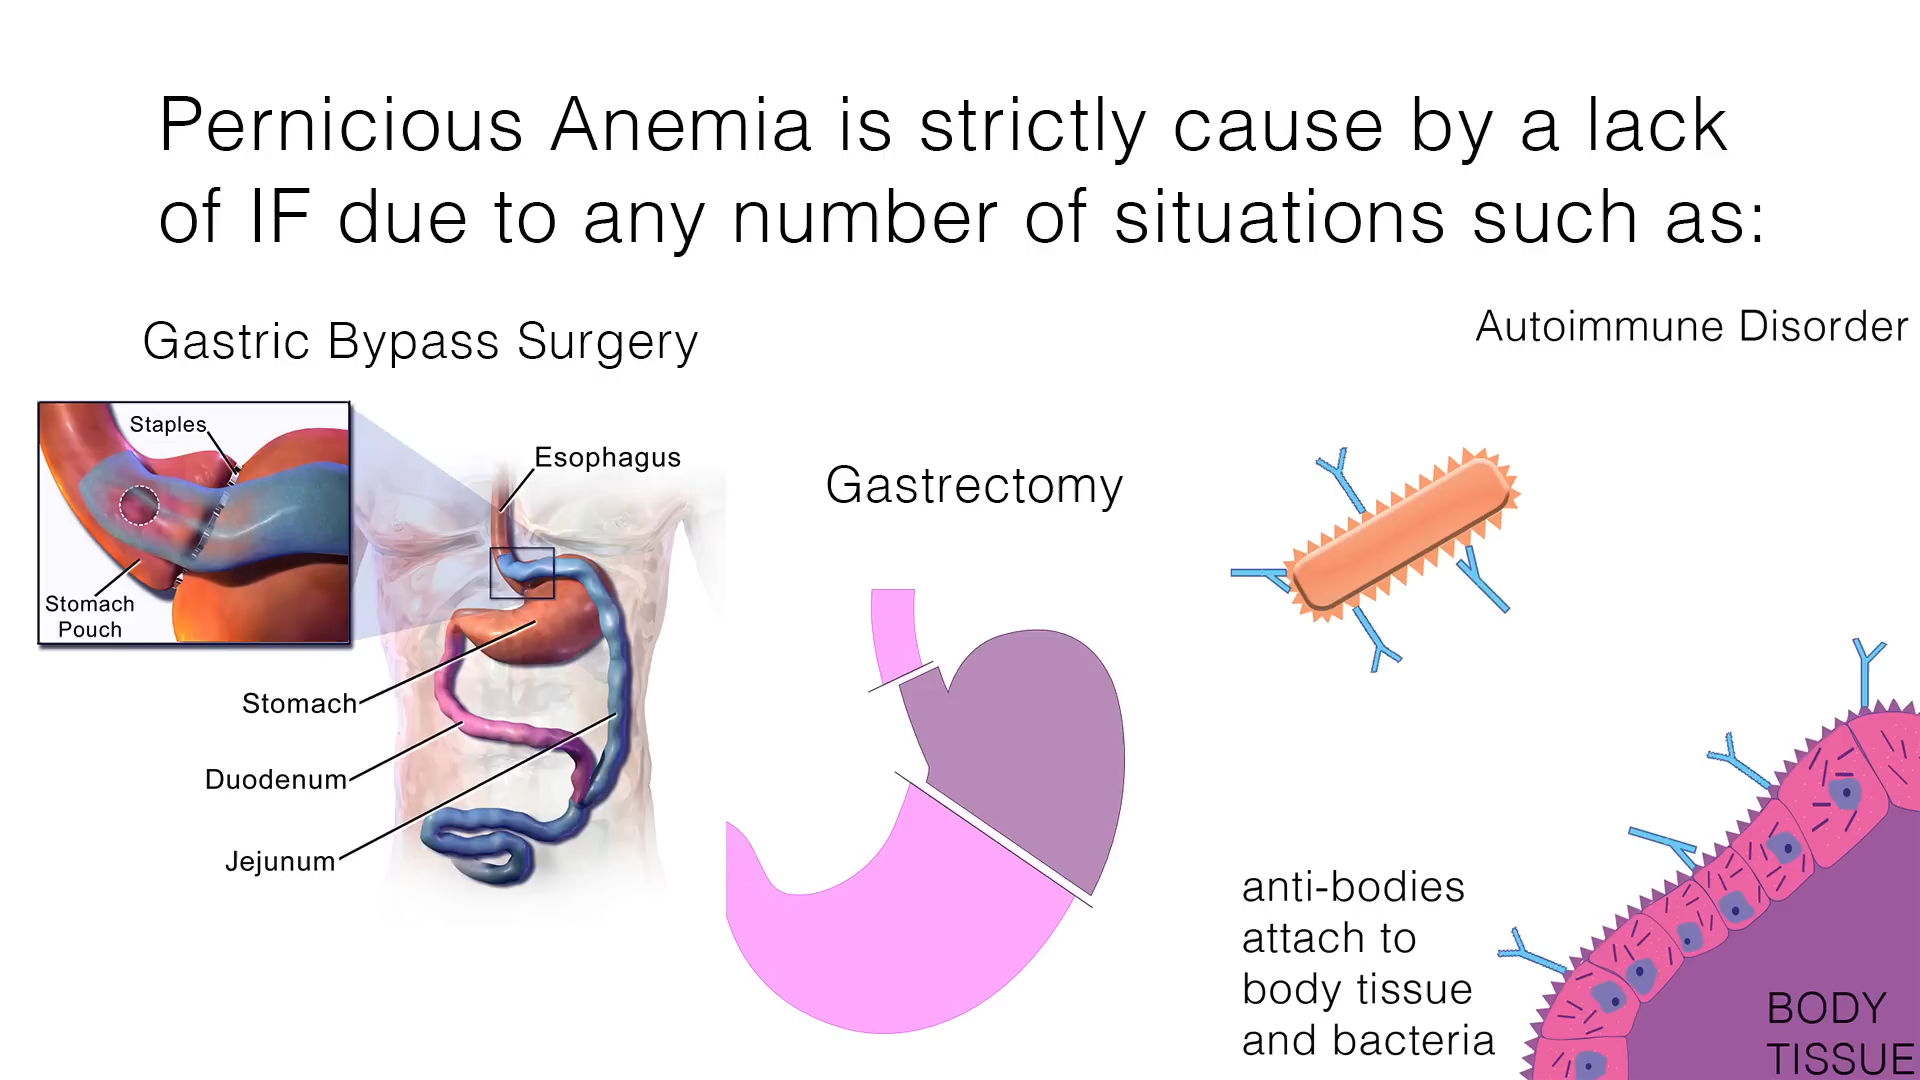 Pernicious Anemia is strictly cause by a lack
of IF due to any number of situations such as:
Gastric Bypass Surgery
Staples
Stomach
Pouch
Esophagus
Stomach
Duodenum
Jejunum
Gastrectomy
Autoimmune Disorder
anti-bodies
attach to
body tissue
and bacteria
BODY
TISSUE